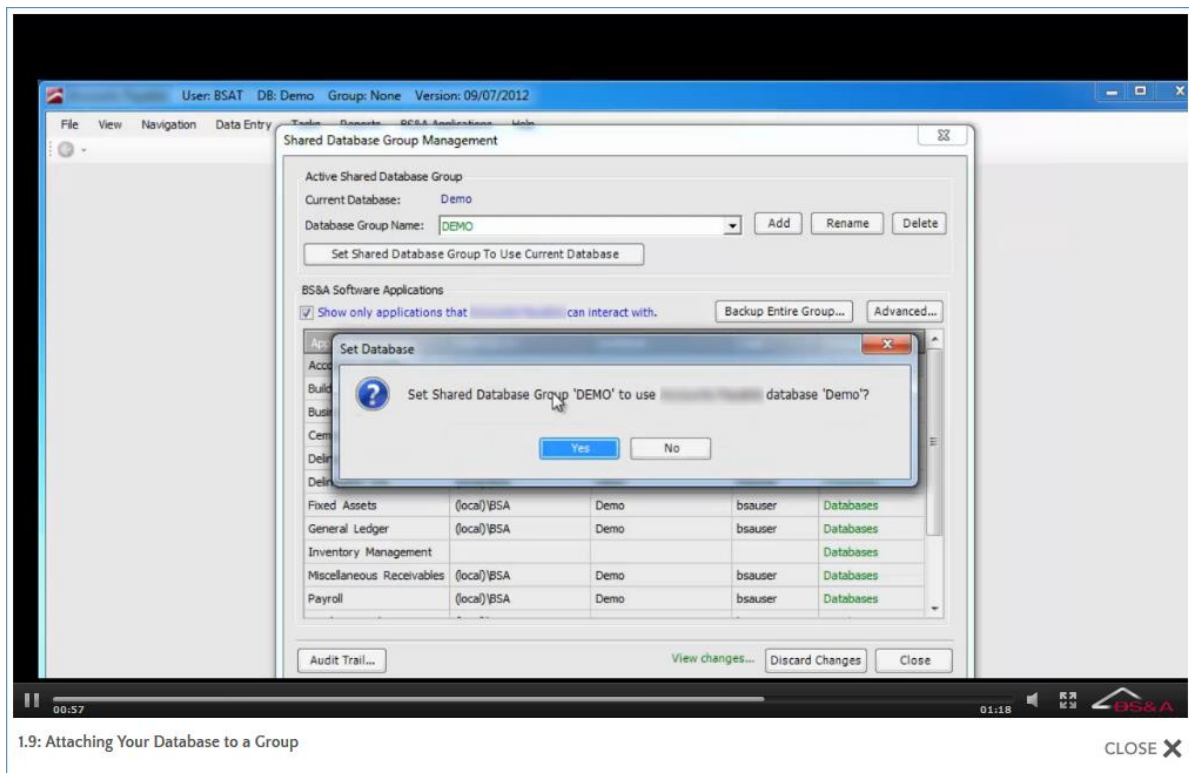 User: BSAT DB: Demo Group: None Version: 09/07/2012
File View Navigation Data Entry Tasks Reports BS&A Applications Help
Shared Database Group Management
Active Shared Database Group
Current Database: Demo
Database Group Name: DEMO Add Rename Delete
Set Shared Database Group To Use Current Database
BS&A Software Applications
Show only applications that can interact with. Backup Entire Group... Advanced...
Set Database
Set Shared Database Group 'DEMO' to use database 'Demo'?
Yes No
Fixed Assets (local)\BSA Demo bsauser Databases
General Ledger (local)\BSA Demo bsauser Databases
Inventory Management Databases
Miscellaneous Receivables (local)\BSA Demo bsauser Databases
Payroll (local)\BSA Demo bsauser Databases
Audit Trail... View changes... Discard Changes Close
00:57 01:18 BS&A
1.9: Attaching Your Database to a Group
CLOSE